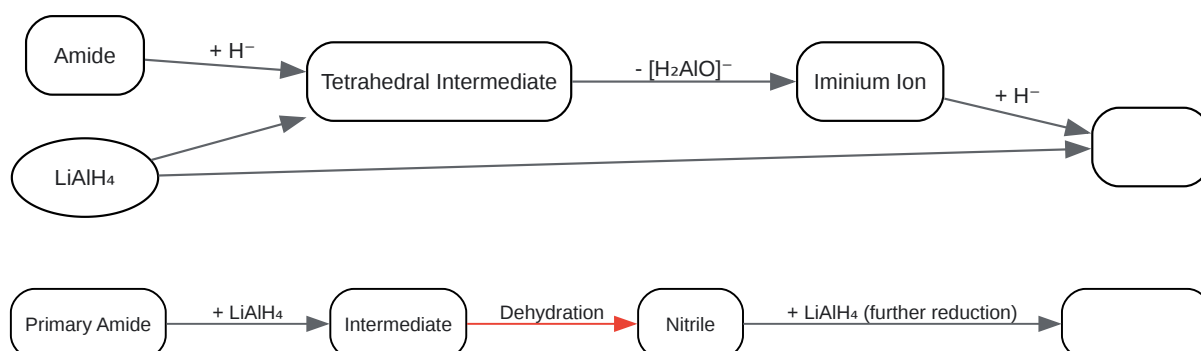 Amide
+ H⁻
Tetrahedral Intermediate
- [H₂AlO]⁻
Iminium Ion
+ H⁻
LiAlH₄
Primary Amide
+ LiAlH₄
Intermediate
Dehydration
Nitrile
+ LiAlH₄ (further reduction)